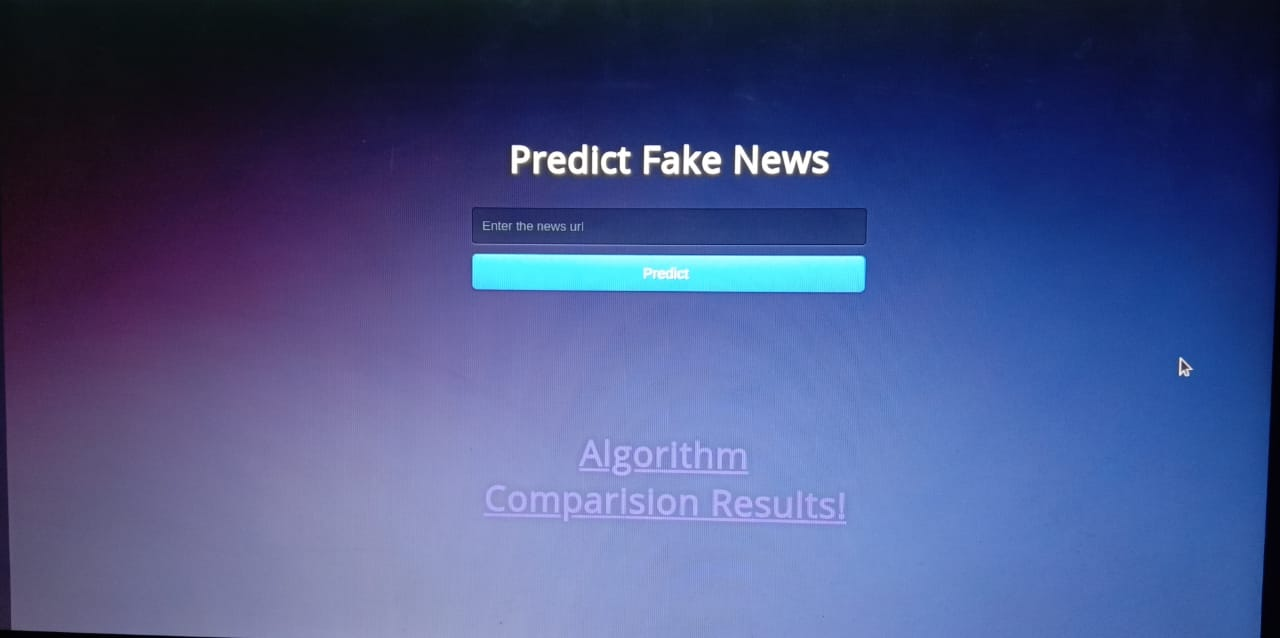 Predict Fake News
Enter the news url
Predict
Algorithm
Comparision Results!